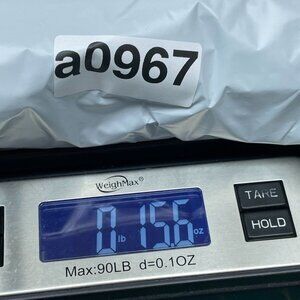 a0967
WeighMax®
0 lb 15.6 oz
TARE
HOLD
Max:90LB d=0.1OZ